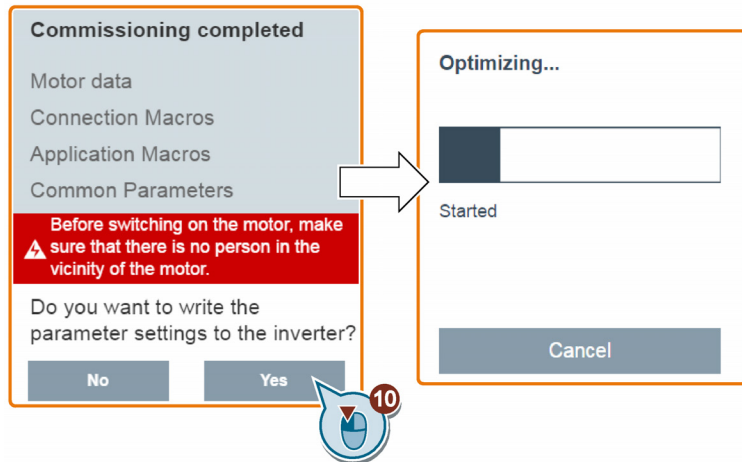 Commissioning completed
Motor data
Connection Macros
Application Macros
Common Parameters
Before switching on the motor, make
sure that there is no person in the
vicinity of the motor.
Do you want to write the
parameter settings to the inverter?
No
Yes
10
Optimizing...
Started
Cancel